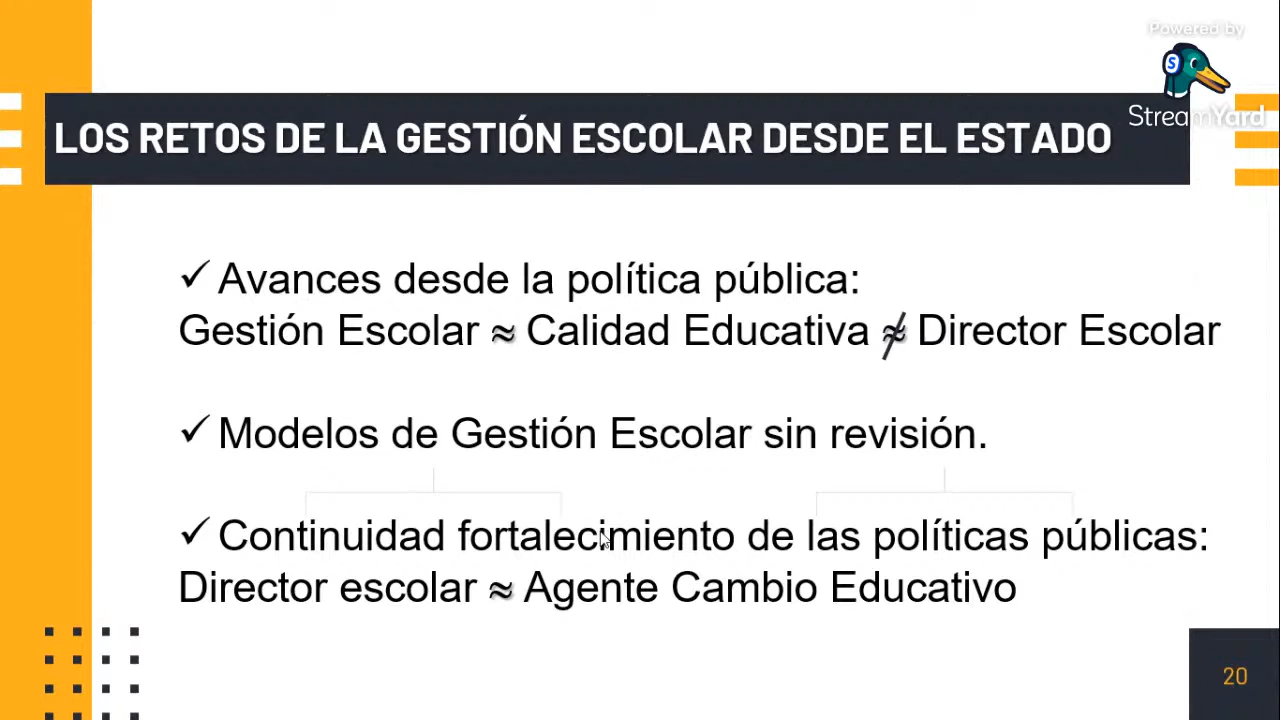 Powered by
StreamYard
LOS RETOS DE LA GESTIÓN ESCOLAR DESDE EL ESTADO
✓ Avances desde la política pública:
Gestión Escolar ≈ Calidad Educativa ≉ Director Escolar
✓ Modelos de Gestión Escolar sin revisión.
✓ Continuidad fortalecimiento de las políticas públicas:
Director escolar ≈ Agente Cambio Educativo
20